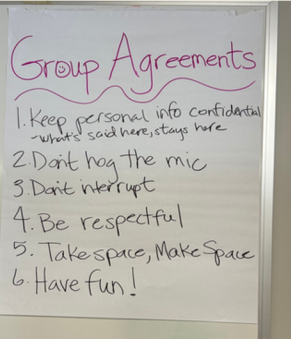 Group Agreements
1. Keep personal info confidential
-what's said here, stays here
2. Don't hog the mic
3. Don't interrupt
4. Be respectful
5. Take space, Make Space
6. Have fun!